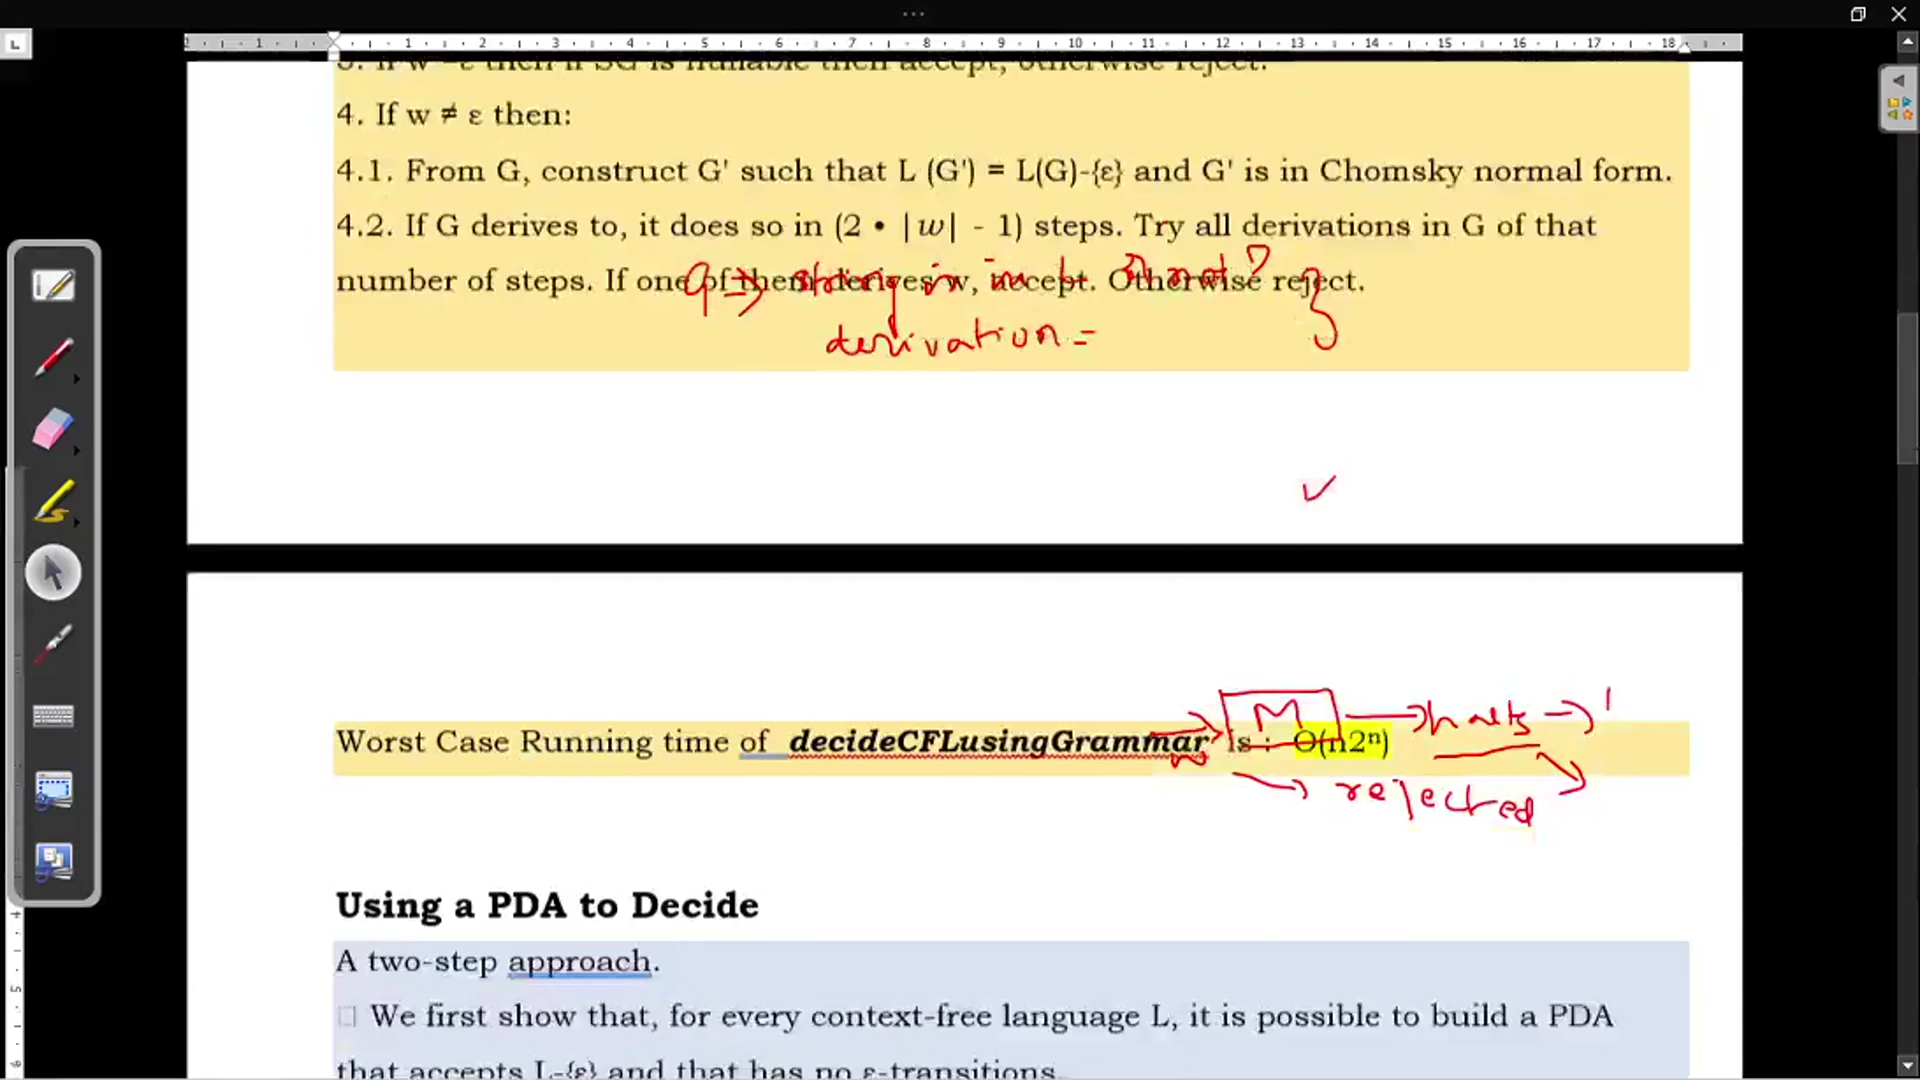 4. If w ≠ ε then:
4.1. From G, construct G' such that L (G') = L(G)-{ε} and G' is in Chomsky normal form.
4.2. If G derives to, it does so in (2 • |w| - 1) steps. Try all derivations in G of that
number of steps. If one of them derives w, accept. Otherwise reject.
G ⇒ string in
derivation =
M → halts →
Worst Case Running time of decideCFLusingGrammar is : O(n2ⁿ)
w
→ rejected
Using a PDA to Decide
A two-step approach.
We first show that, for every context-free language L, it is possible to build a PDA
that accepts L-{ε} and that has no ε-transitions.